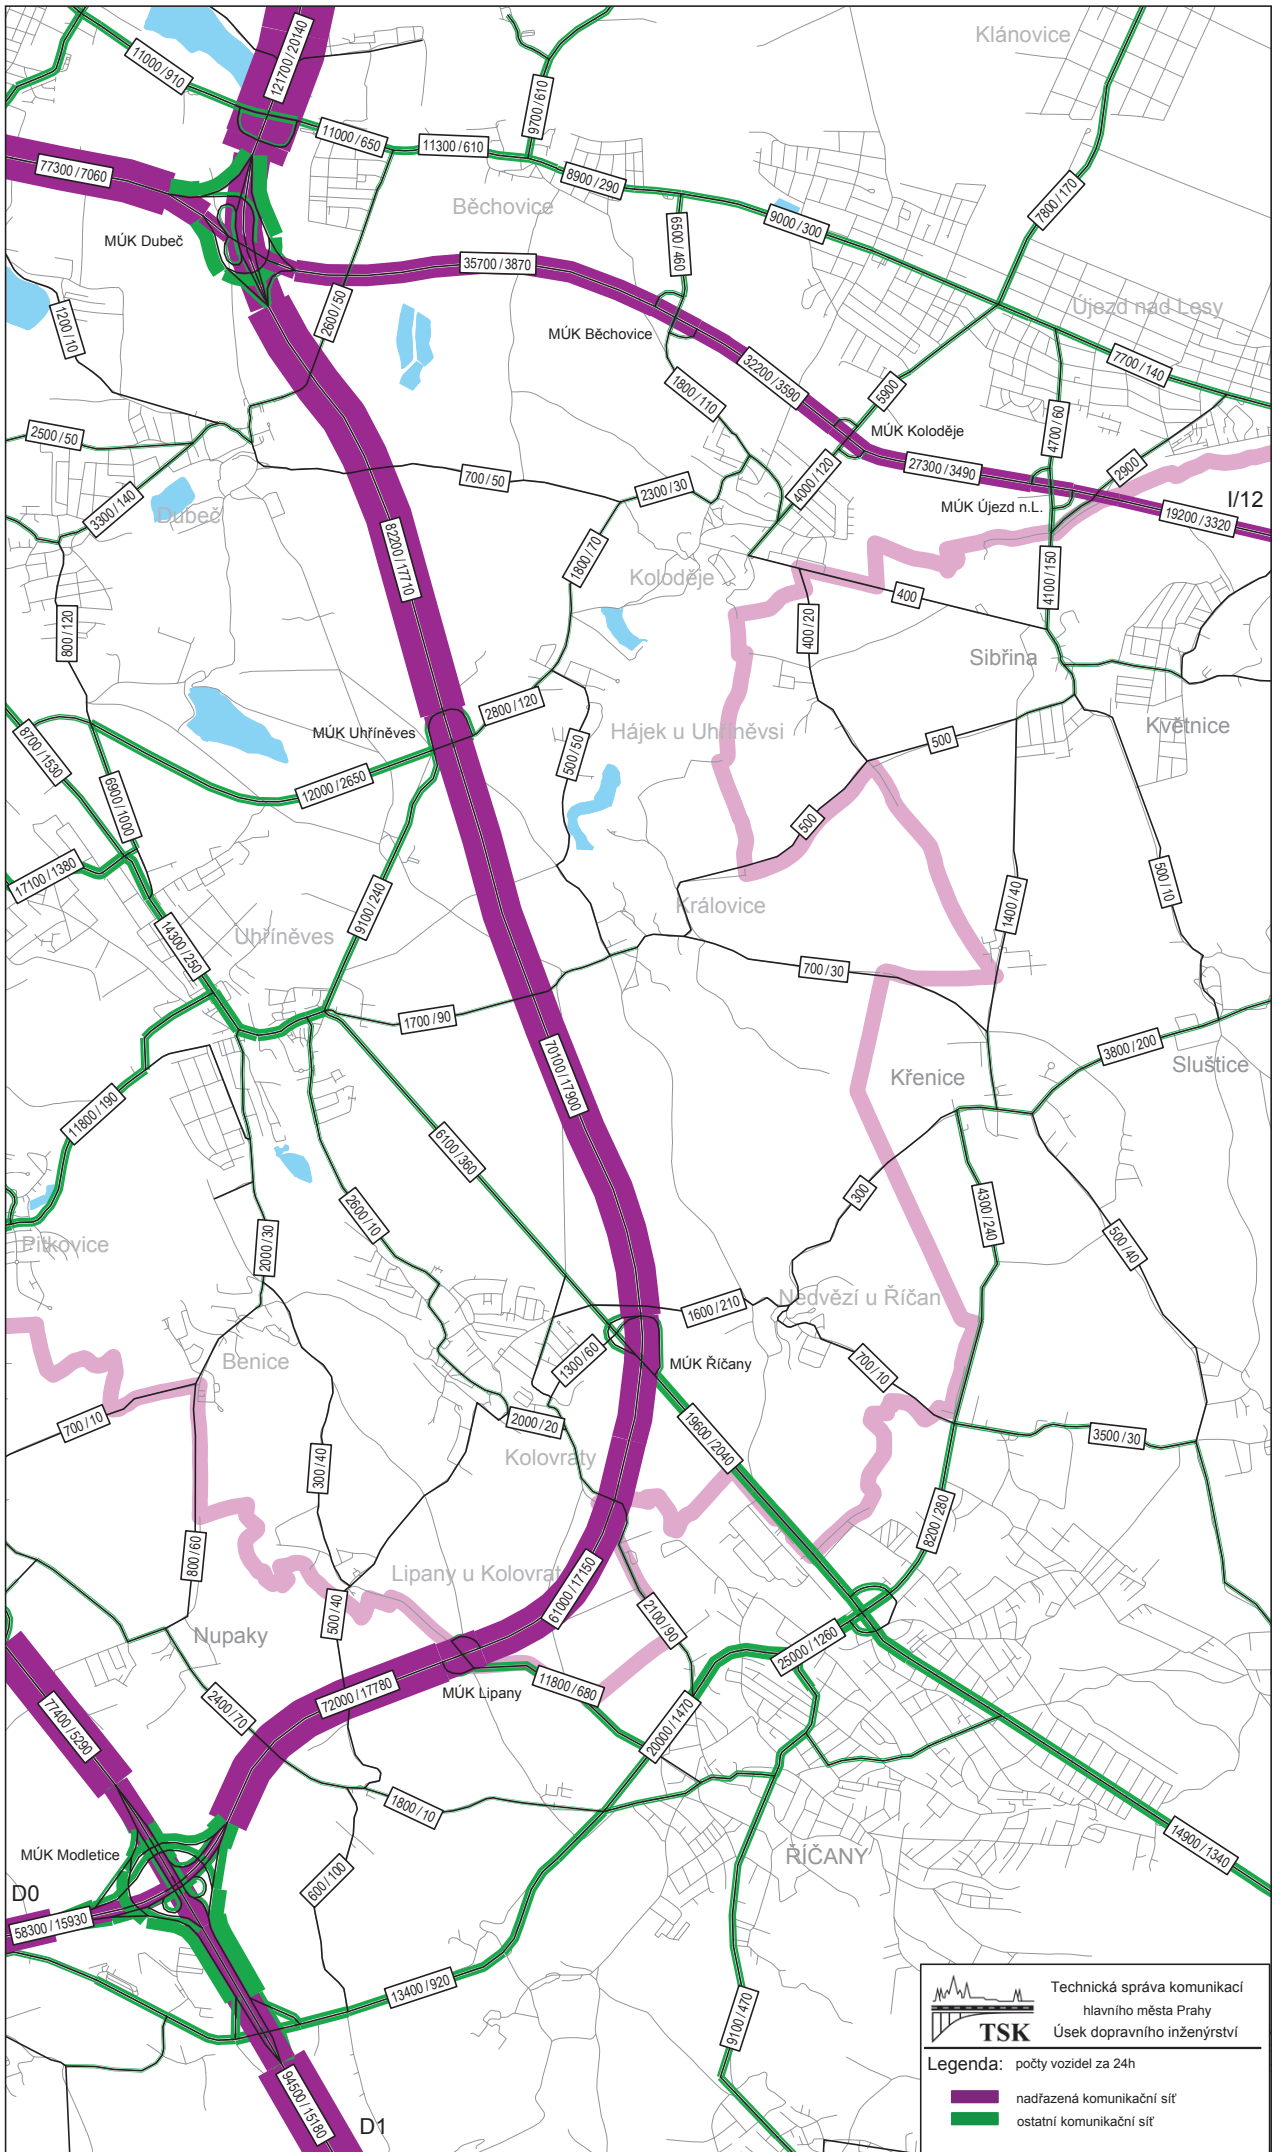 Klánovice
121700 / 20140
11000 / 910
9700 / 610
11000 / 650
11300 / 610
77300 / 7060
8900 / 290
7800 / 170
Běchovice
9000 / 300
6500 / 460
MÚK Dubeč
35700 / 3870
2600 / 50
1200 / 10
Újezd nad Lesy
MÚK Běchovice
7700 / 140
32200 / 3590
1800 / 110
5900
2500 / 50
MÚK Koloděje
4700 / 60
700 / 50
4000 / 120
27300 / 3490
2900
2300 / 30
I/12
3300 / 140
Dubeč
MÚK Újezd n.L.
19200 / 3320
82200 / 17710
1800 / 70
Koloděje
4100 / 150
400
800 / 120
400 / 20
Sibřina
2800 / 120
8700 / 1530
MÚK Uhříněves
Hájek u Uhříněvsi
Květnice
500
500 / 50
12000 / 2650
6900 / 1000
500
17100 / 1380
500 / 10
9100 / 240
1400 / 40
Královice
Uhříněves
14300 / 250
700 / 30
1700 / 90
3800 / 200
Sluštice
70100 / 17900
Křenice
11800 / 190
6100 / 360
300
4300 / 240
2600 / 10
Pitkovice
2000 / 30
500 / 40
Nedvězí u Říčan
1600 / 210
Benice
1300 / 60
MÚK Říčany
700 / 10
700 / 10
2000 / 20
19600 / 2040
3500 / 30
Kolovraty
300 / 40
8200 / 280
800 / 60
Lipany u Kolovrat
61000 / 17150
500 / 40
2100 / 90
Nupaky
25000 / 1260
72000 / 17780
MÚK Lipany
11800 / 680
77400 / 5290
2400 / 70
20000 / 1470
1800 / 10
14900 / 1340
MÚK Modletice
ŘÍČANY
D0
600 / 100
58300 / 15930
13400 / 920
9100 / 470
94500 / 15180
D1
Technická správa komunikací
hlavního města Prahy
TSK
Úsek dopravního inženýrství
Legenda: počty vozidel za 24h
nadřazená komunikační síť
ostatní komunikační síť